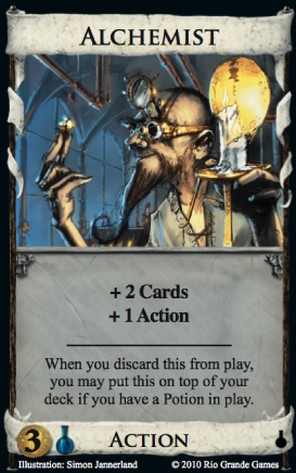 ALCHEMIST
+ 2 Cards
+ 1 Action
When you discard this from play,
you may put this on top of your
deck if you have a Potion in play.
3 ACTION
Illustration: Simon Jannerland © 2010 Rio Grande Games